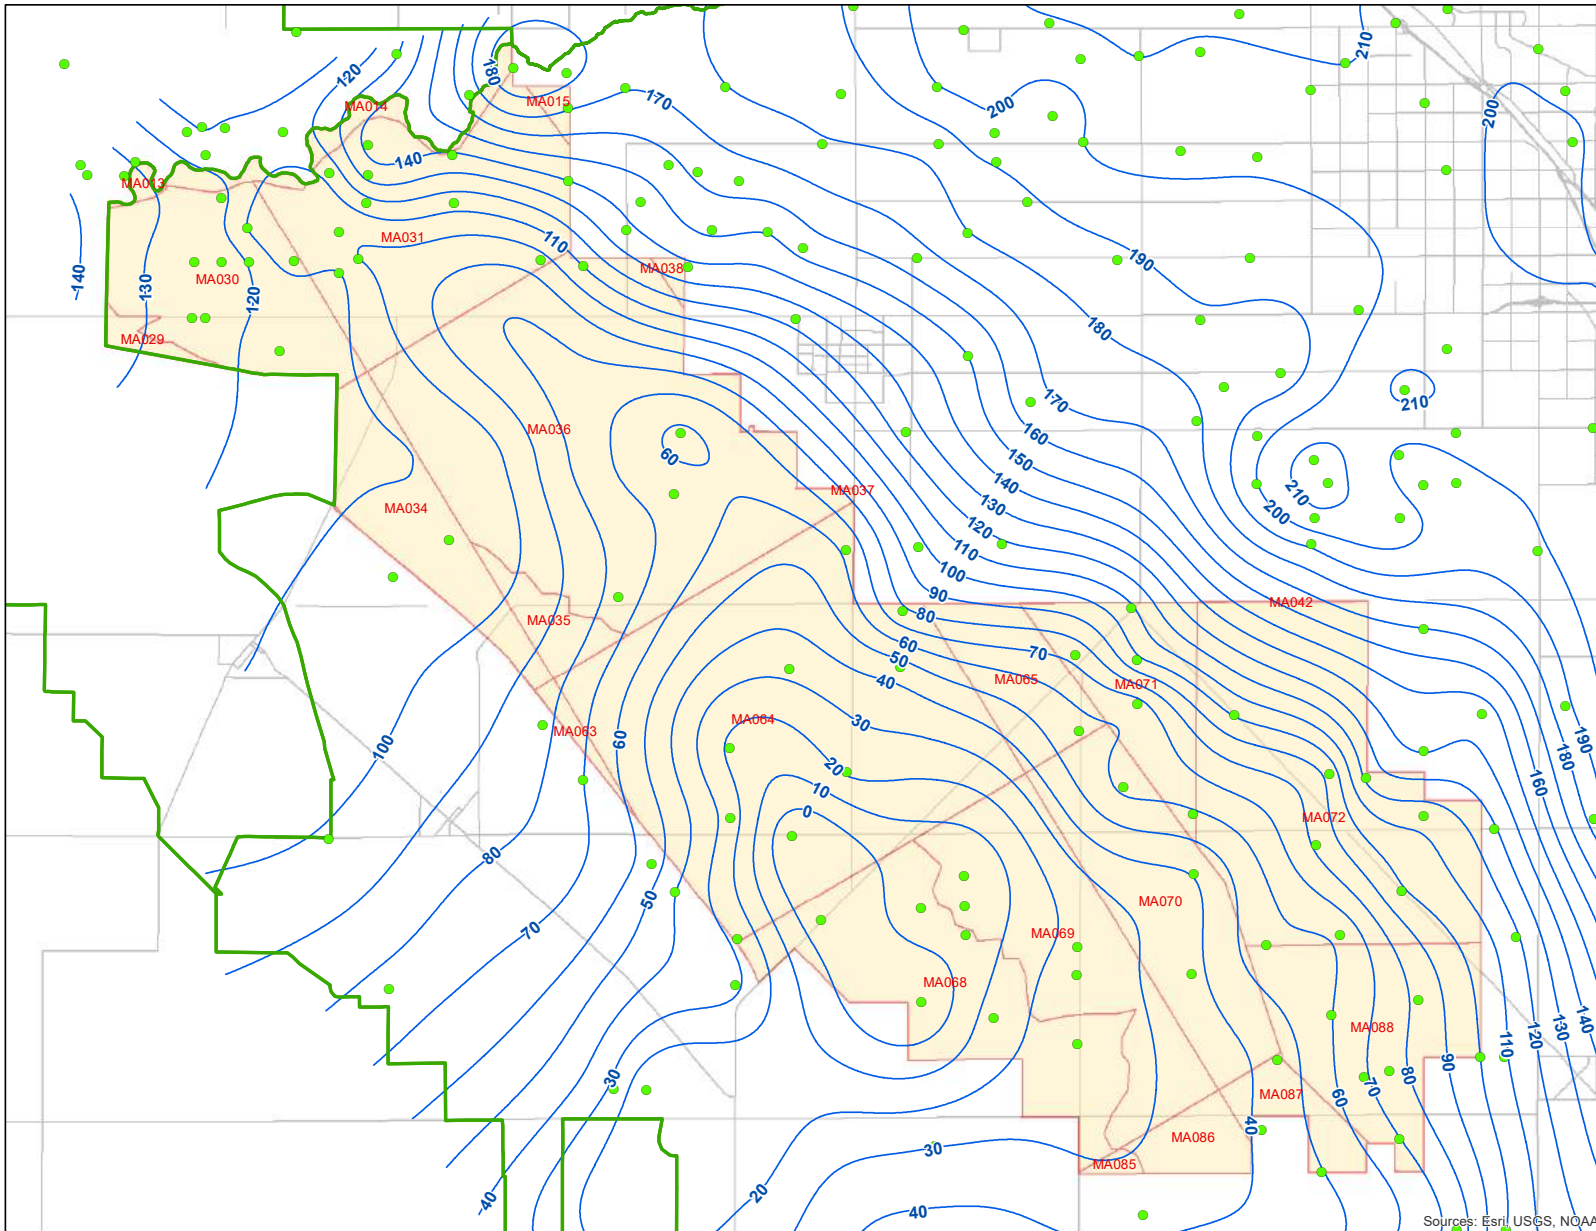 210
180
120
200
170
MA015
MA014
200
140
MA013
MA031
110
190
MA038
-140
MA030
130
120
180
MA029
210
170
MA036
160
60
150
140
MA037
210
130
MA034
200
120
110
100
90
MA042
80
MA035
60
70
50
MA065
40
MA071
MA064
30
MA063
60
190
100
180
20
160
10
0
MA072
80
50
MA070
70
MA069
MA068
140
130
MA088
120
110
90
80
30
70
MA087
60
40
MA086
30
MA085
20
40
40
Sources: Esri, USGS, NOAA